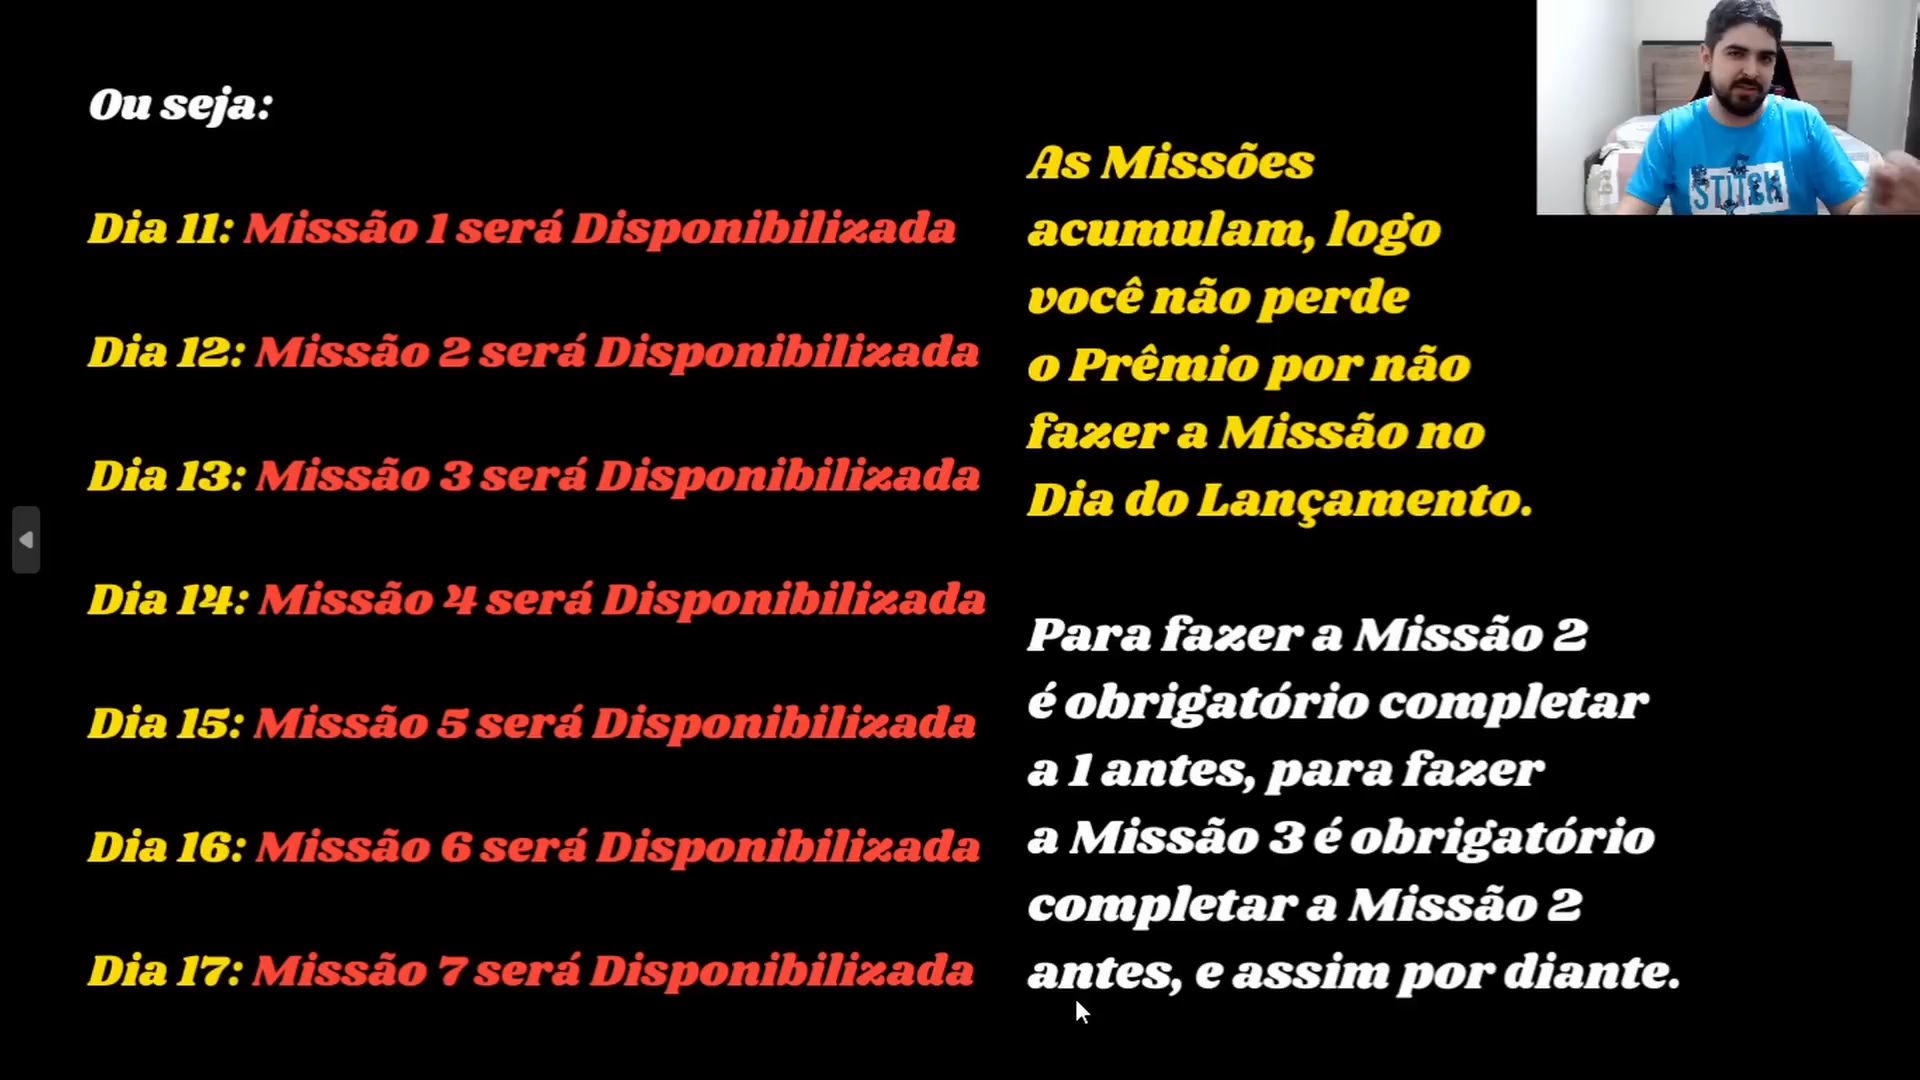 Ou seja:
Dia 11: Missão 1 será Disponibilizada
Dia 12: Missão 2 será Disponibilizada
Dia 13: Missão 3 será Disponibilizada
Dia 14: Missão 4 será Disponibilizada
Dia 15: Missão 5 será Disponibilizada
Dia 16: Missão 6 será Disponibilizada
Dia 17: Missão 7 será Disponibilizada
As Missões
acumulam, logo
você não perde
o Prêmio por não
fazer a Missão no
Dia do Lançamento.
Para fazer a Missão 2
é obrigatório completar
a 1 antes, para fazer
a Missão 3 é obrigatório
completar a Missão 2
antes, e assim por diante.
STITCH